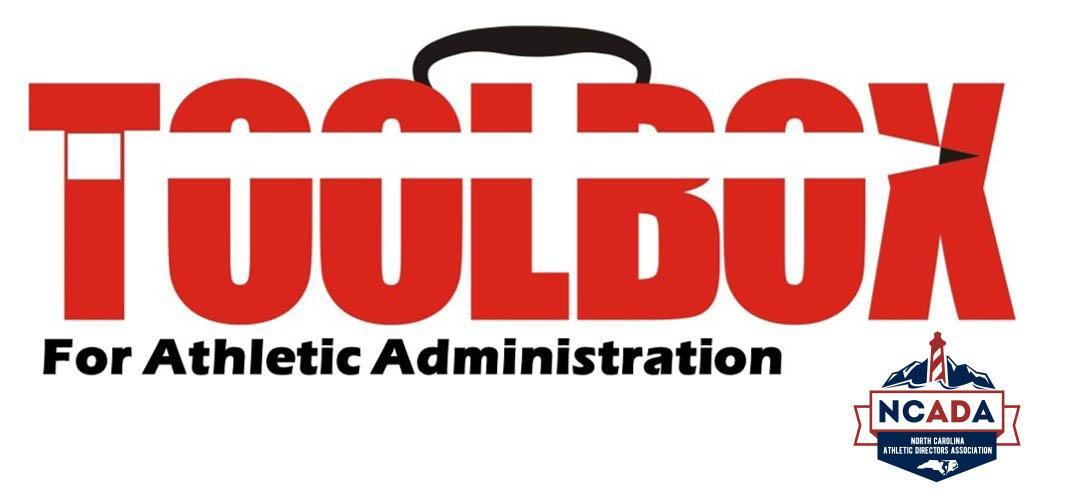 TOOLBOX
For Athletic Administration
NCADA
NORTH CAROLINA
ATHLETIC DIRECTORS ASSOCIATION